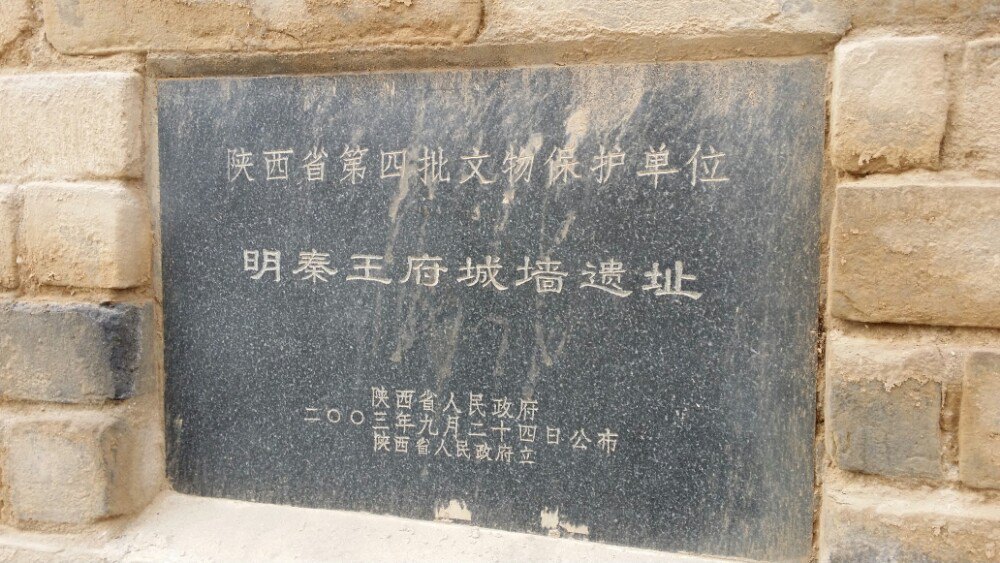 陕西省第四批文物保护单位
明秦王府城墙遗址
陕西省人民政府
二〇〇三年九月二十四日公布
陕西省人民政府立